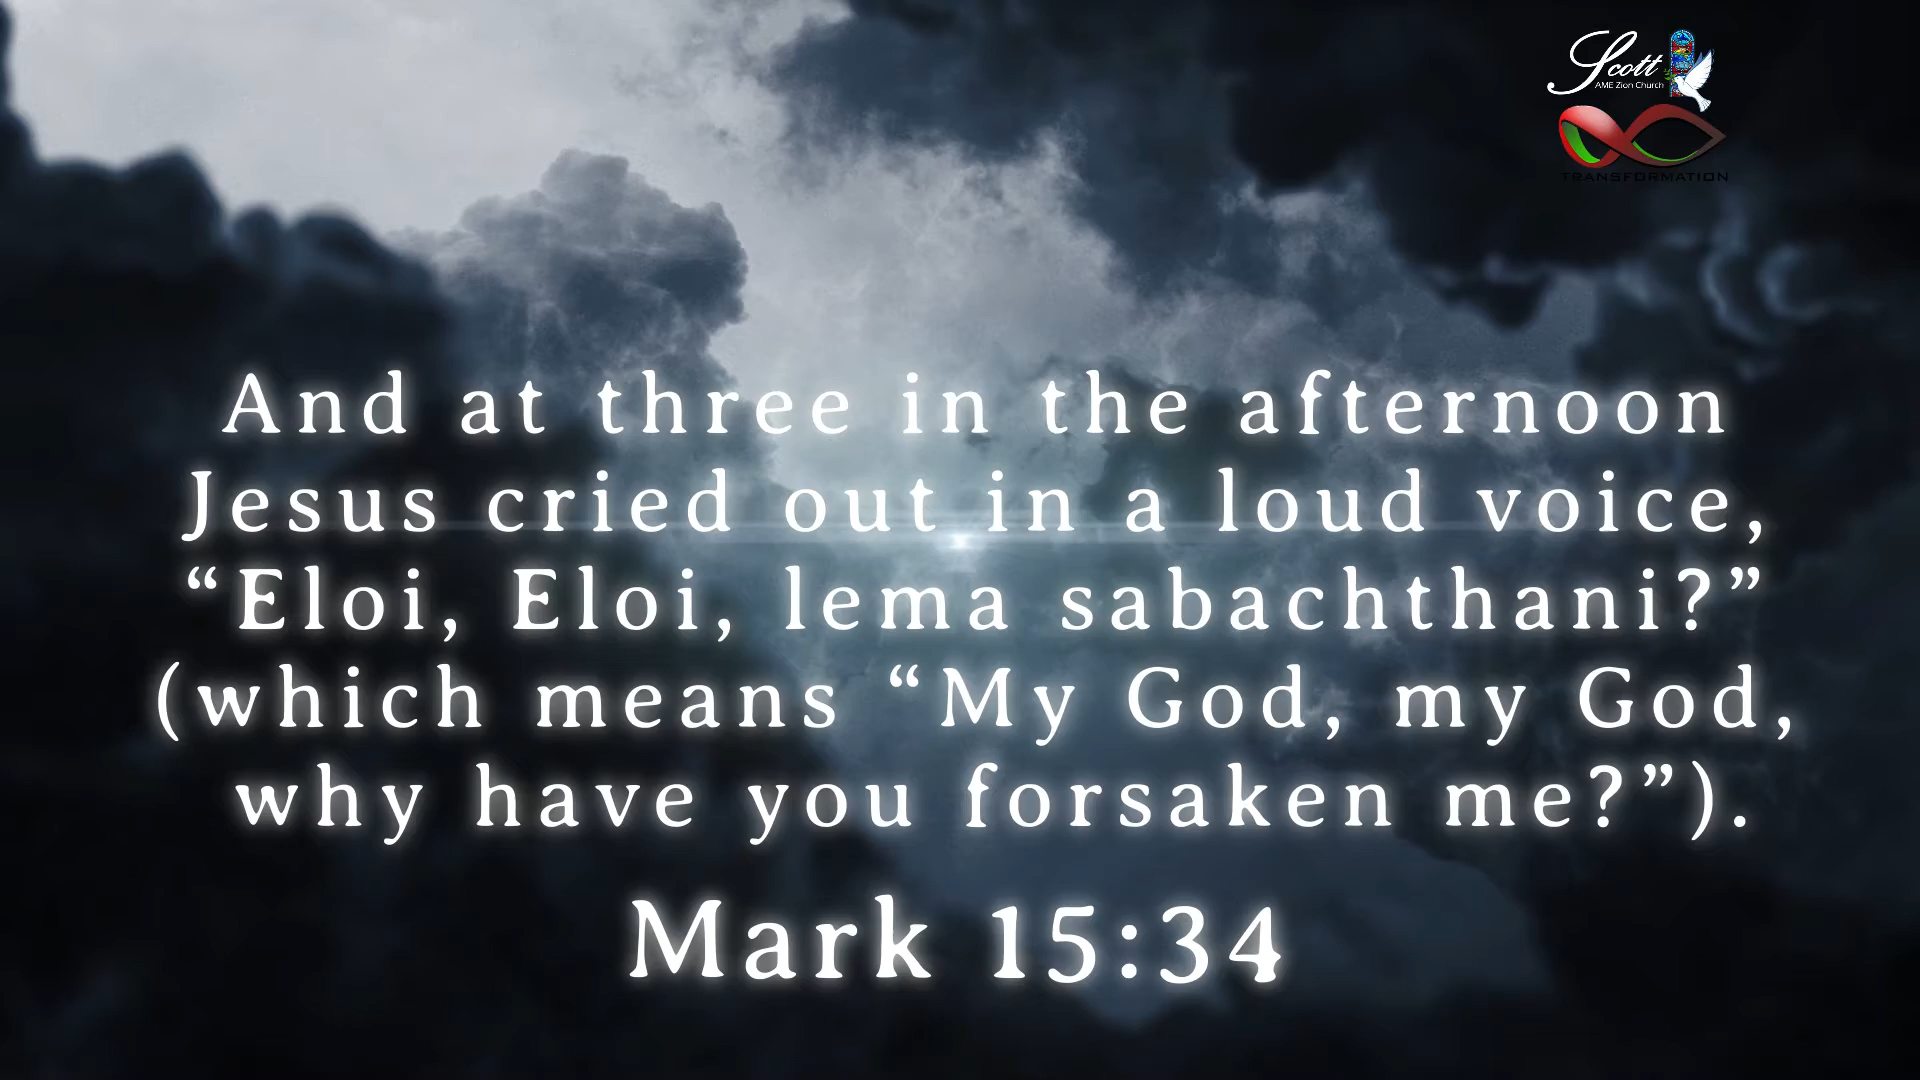 Scott
AME Zion Church
TRANSFORMATION
And at three in the afternoon
Jesus cried out in a loud voice,
“Eloi, Eloi, lema sabachthani?”
(which means “My God, my God,
why have you forsaken me?”).
Mark 15:34